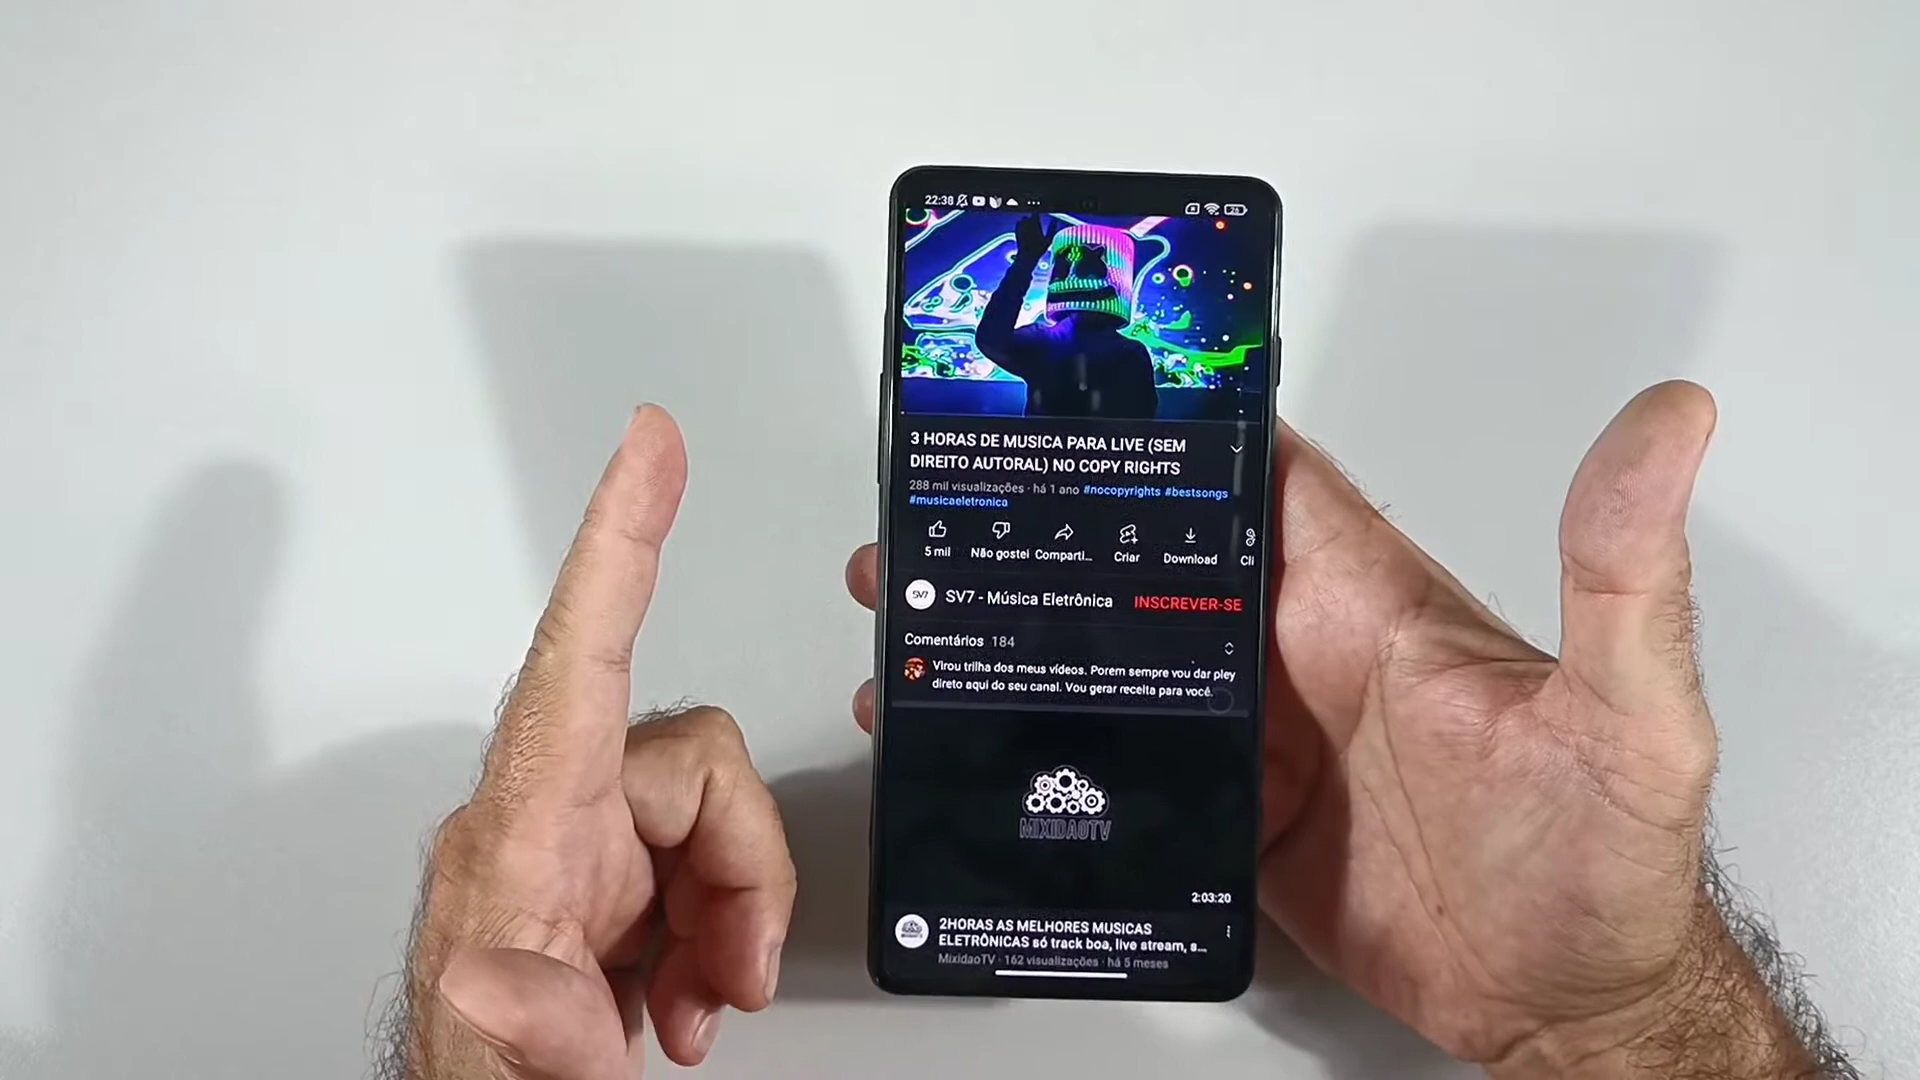 22:38
26
3 HORAS DE MUSICA PARA LIVE (SEM
DIREITO AUTORAL) NO COPY RIGHTS
288 mil visualizações · há 1 ano #nocopyrights #bestsongs
#musicaeletronica
5 mil
Não gostei
Comparti...
Criar
Download
Cli
SV7
SV7 - Música Eletrônica
INSCREVER-SE
Comentários 184
Virou trilha dos meus vídeos. Porem sempre vou dar pley
direto aqui do seu canal. Vou gerar receita para você.
MIXIDAOTV
2:03:20
2HORAS AS MELHORES MUSICAS
ELETRÔNICAS só track boa, live stream, s...
MixidaoTV · 162 visualizações · há 5 meses